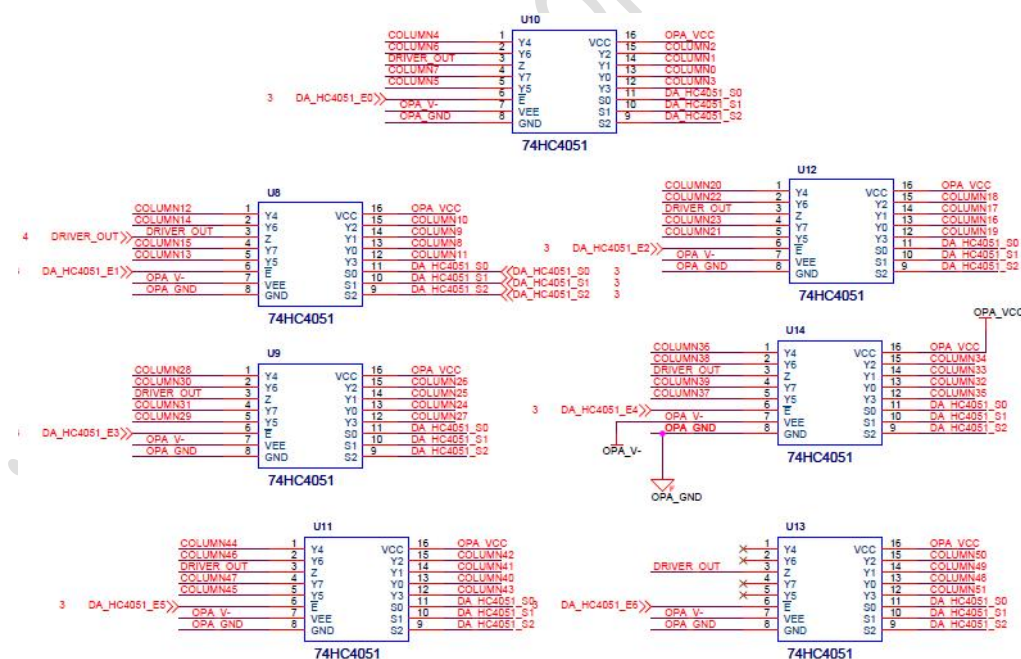 U10
COLUMN4 1 Y4 VCC 16 OPA_VCC
COLUMN6 2 Y6 Y2 15 COLUMN2
DRIVER_OUT 3 Z Y1 14 COLUMN1
COLUMN7 4 Y7 Y0 13 COLUMN0
COLUMN5 5 Y5 Y3 12 COLUMN3
3 DA_HC4051_E0 6 E S0 11 DA_HC4051_S0
OPA_V- 7 VEE S1 10 DA_HC4051_S1
OPA_GND 8 GND S2 9 DA_HC4051_S2
74HC4051
U8
COLUMN12 1 Y4 VCC 16 OPA_VCC
COLUMN14 2 Y6 Y2 15 COLUMN10
4 DRIVER_OUT DRIVER_OUT 3 Z Y1 14 COLUMN9
COLUMN15 4 Y7 Y0 13 COLUMN8
COLUMN13 5 Y5 Y3 12 COLUMN11
DA_HC4051_E1 6 E S0 11 DA_HC4051_S0 DA_HC4051_S0 3
OPA_V- 7 VEE S1 10 DA_HC4051_S1 DA_HC4051_S1 3
OPA_GND 8 GND S2 9 DA_HC4051_S2 DA_HC4051_S2 3
74HC4051
U12
COLUMN20 1 Y4 VCC 16 OPA_VCC
COLUMN22 2 Y6 Y2 15 COLUMN18
DRIVER_OUT 3 Z Y1 14 COLUMN17
COLUMN23 4 Y7 Y0 13 COLUMN16
COLUMN21 5 Y5 Y3 12 COLUMN19
3 DA_HC4051_E2 6 E S0 11 DA_HC4051_S0
OPA_V- 7 VEE S1 10 DA_HC4051_S1
OPA_GND 8 GND S2 9 DA_HC4051_S2
74HC4051
U9
COLUMN28 1 Y4 VCC 16 OPA_VCC
COLUMN30 2 Y6 Y2 15 COLUMN26
DRIVER_OUT 3 Z Y1 14 COLUMN25
COLUMN31 4 Y7 Y0 13 COLUMN24
COLUMN29 5 Y5 Y3 12 COLUMN27
DA_HC4051_E3 6 E S0 11 DA_HC4051_S0
OPA_V- 7 VEE S1 10 DA_HC4051_S1
OPA_GND 8 GND S2 9 DA_HC4051_S2
74HC4051
OPA_VCC
U14
COLUMN36 1 Y4 VCC 16 OPA_VCC
COLUMN38 2 Y6 Y2 15 COLUMN34
DRIVER_OUT 3 Z Y1 14 COLUMN33
COLUMN39 4 Y7 Y0 13 COLUMN32
COLUMN37 5 Y5 Y3 12 COLUMN35
3 DA_HC4051_E4 6 E S0 11 DA_HC4051_S0
OPA_V- 7 VEE S1 10 DA_HC4051_S1
OPA_GND 8 GND S2 9 DA_HC4051_S2
OPA_V-
74HC4051
OPA_GND
U11
COLUMN44 1 Y4 VCC 16 OPA_VCC
COLUMN46 2 Y6 Y2 15 COLUMN42
DRIVER_OUT 3 Z Y1 14 COLUMN41
COLUMN47 4 Y7 Y0 13 COLUMN40
COLUMN45 5 Y5 Y3 12 COLUMN43
3 DA_HC4051_E5 6 E S0 11 DA_HC4051_S0
OPA_V- 7 VEE S1 10 DA_HC4051_S1
OPA_GND 8 GND S2 9 DA_HC4051_S2
74HC4051
U13
1 Y4 VCC 16 OPA_VCC
2 Y6 Y2 15 COLUMN50
DRIVER_OUT 3 Z Y1 14 COLUMN49
4 Y7 Y0 13 COLUMN48
5 Y5 Y3 12 COLUMN51
3 DA_HC4051_E6 6 E S0 11 DA_HC4051_S0
OPA_V- 7 VEE S1 10 DA_HC4051_S1
OPA_GND 8 GND S2 9 DA_HC4051_S2
74HC4051